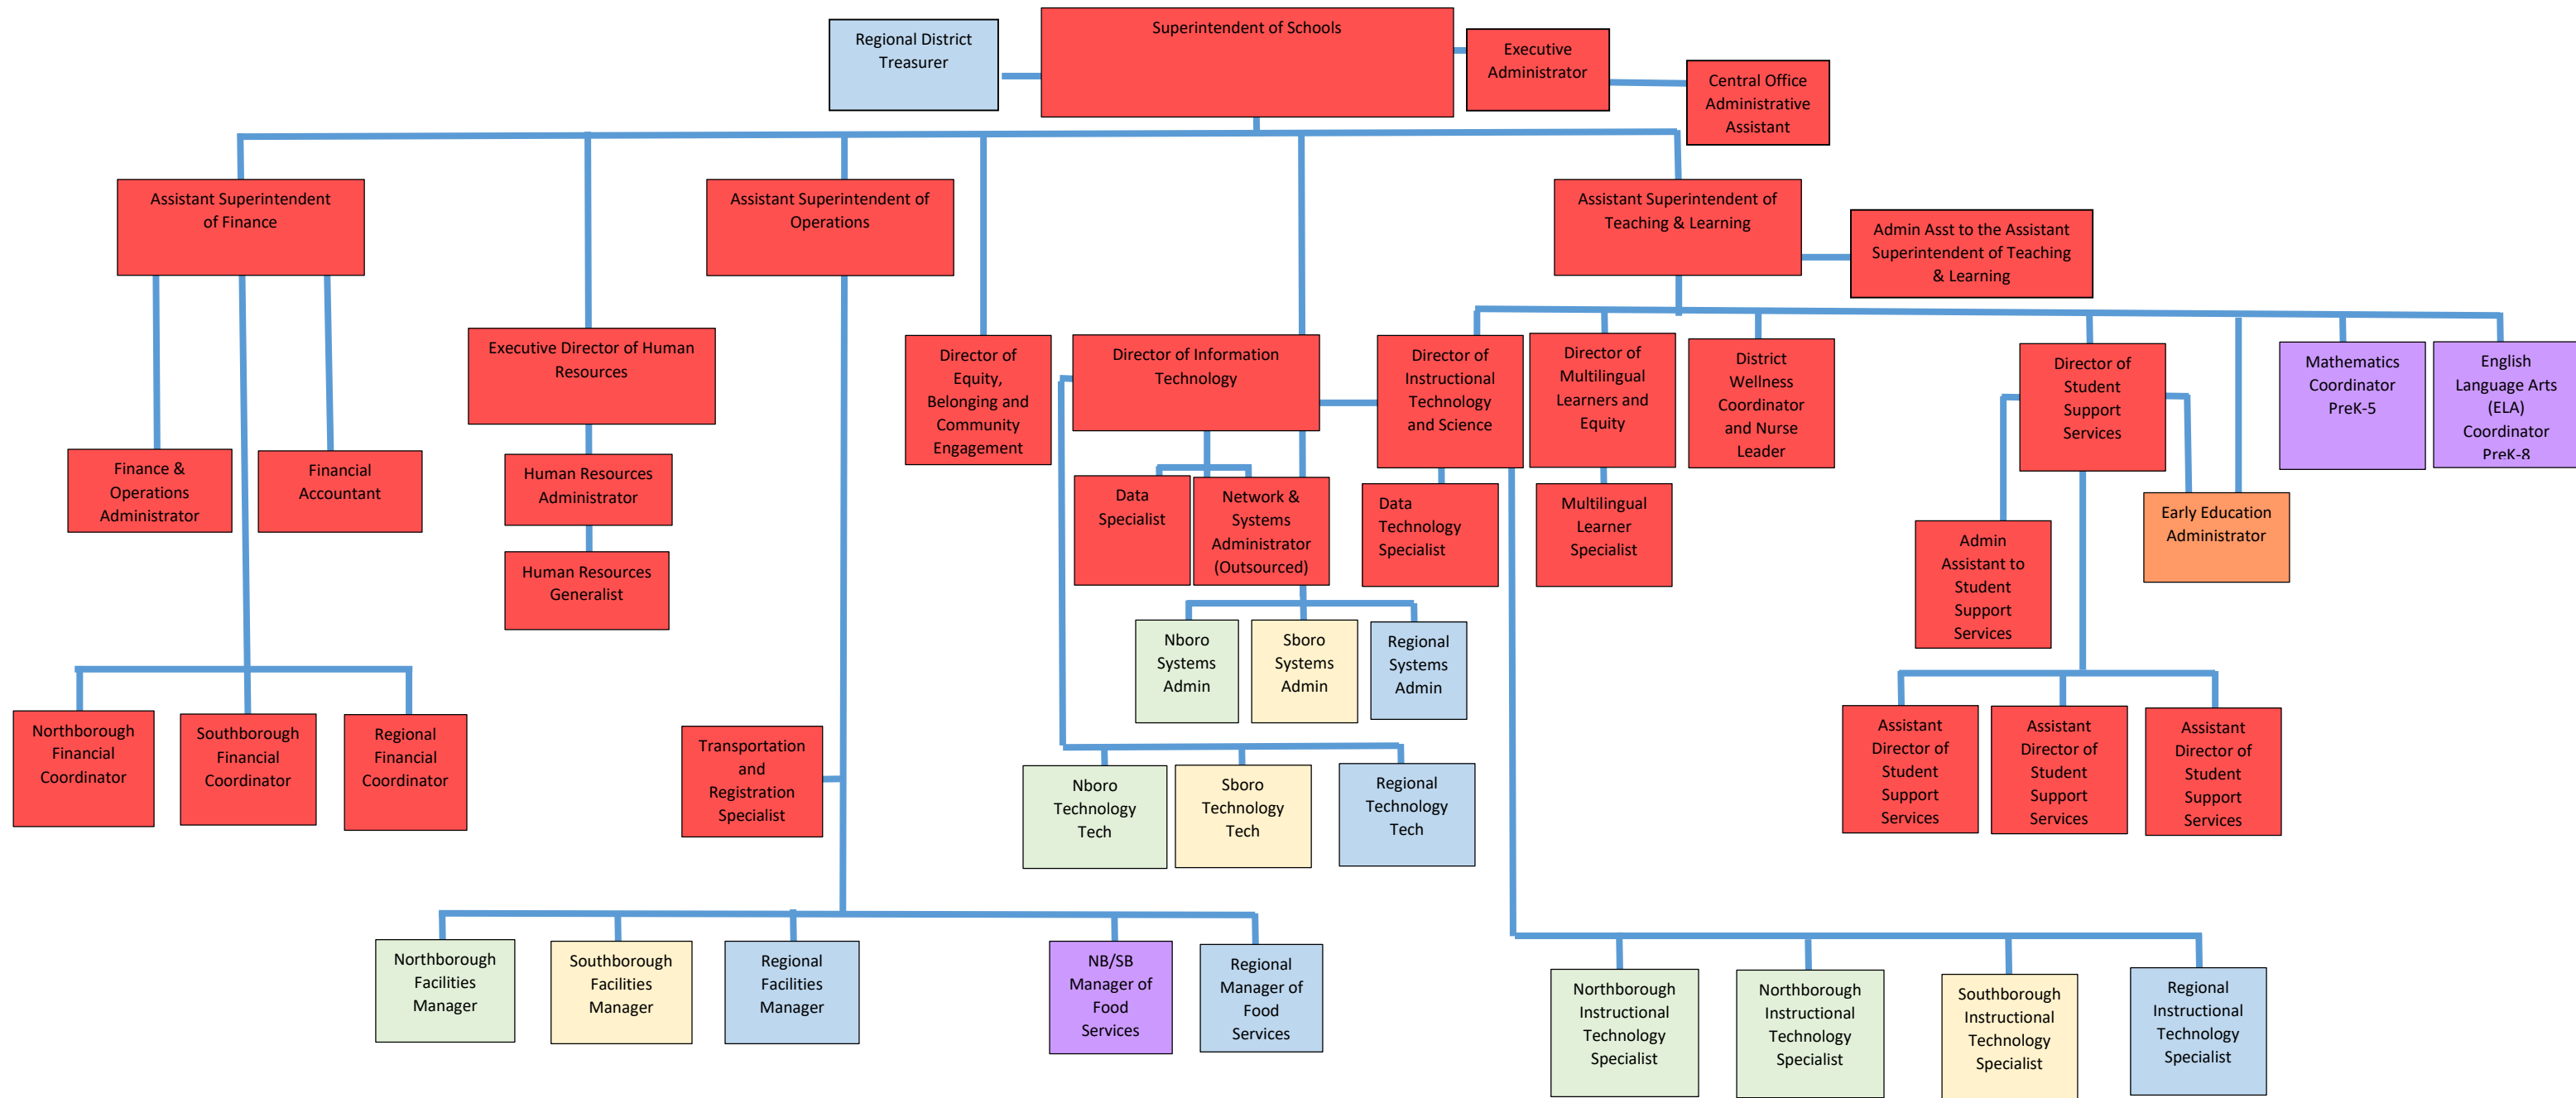 Regional District
Treasurer
Superintendent of Schools
Executive
Administrator
Central Office
Administrative
Assistant
Assistant Superintendent
of Finance
Assistant Superintendent of
Operations
Assistant Superintendent of
Teaching & Learning
Admin Asst to the Assistant
Superintendent of Teaching
& Learning
Executive Director of Human
Resources
Director of
Equity,
Belonging and
Community
Engagement
Director of Information
Technology
Director of
Instructional
Technology
and Science
Director of
Multilingual
Learners and
Equity
District
Wellness
Coordinator
and Nurse
Leader
Director of
Student
Support
Services
Mathematics
Coordinator
PreK-5
English
Language Arts
(ELA)
Coordinator
PreK-8
Finance &
Operations
Administrator
Financial
Accountant
Human Resources
Administrator
Human Resources
Generalist
Data
Specialist
Network &
Systems
Administrator
(Outsourced)
Data
Technology
Specialist
Multilingual
Learner
Specialist
Admin
Assistant to
Student
Support
Services
Early Education
Administrator
Nboro
Systems
Admin
Sboro
Systems
Admin
Regional
Systems
Admin
Northborough
Financial
Coordinator
Southborough
Financial
Coordinator
Regional
Financial
Coordinator
Transportation
and
Registration
Specialist
Nboro
Technology
Tech
Sboro
Technology
Tech
Regional
Technology
Tech
Assistant
Director of
Student
Support
Services
Assistant
Director of
Student
Support
Services
Assistant
Director of
Student
Support
Services
Northborough
Facilities
Manager
Southborough
Facilities
Manager
Regional
Facilities
Manager
NB/SB
Manager of
Food
Services
Regional
Manager of
Food
Services
Northborough
Instructional
Technology
Specialist
Northborough
Instructional
Technology
Specialist
Southborough
Instructional
Technology
Specialist
Regional
Instructional
Technology
Specialist